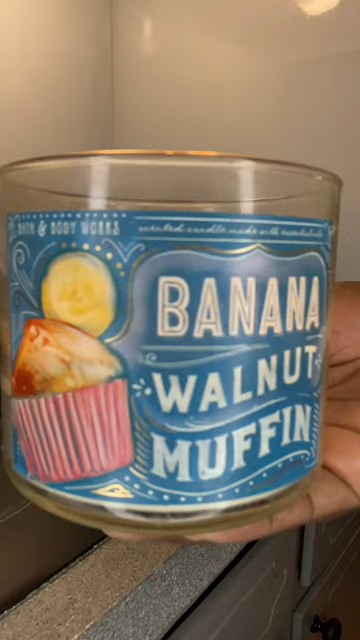 BATH & BODY WORKS scented candle made with essential oils
BANANA
WALNUT
MUFFIN